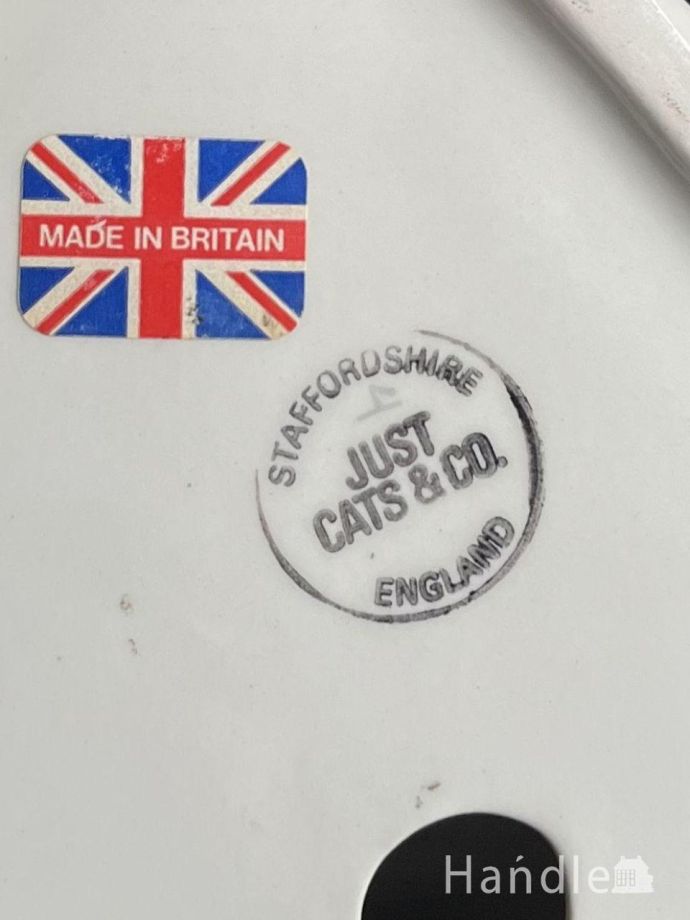 MADE IN BRITAIN
STAFFORDSHIRE
JUST
CATS & CO.
ENGLAND
Handle